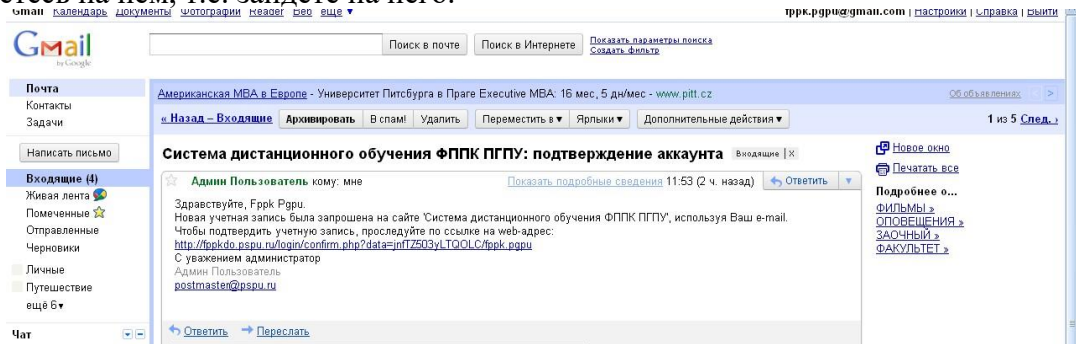 етесь на нем, т.е. зайдете на него.
Gmail Календарь Документы Фотографии Reader Веб ещё ▼
fppk.pgpu@gmail.com | Настройки | Справка | Выйти
Gmail
by Google
Поиск в почте
Поиск в Интернете
Показать параметры поиска
Создать фильтр
Почта
Контакты
Задачи
Написать письмо
Входящие (4)
Живая лента
Помеченные
Отправленные
Черновики
Личные
Путешествие
ещё 6▼
Чат
Американская MBA в Европе - Университет Питсбурга в Праге Executive MBA: 16 мес, 5 дн/мес - www.pitt.cz
Об объявлениях < >
« Назад – Входящие Архивировать В спам! Удалить Переместить в ▼ Ярлыки ▼ Дополнительные действия ▼
1 из 5 След. ›
Система дистанционного обучения ФППК ПГПУ: подтверждение аккаунта Входящие | X
Админ Пользователь кому: мне
Показать подробные сведения 11:53 (2 ч. назад)
Ответить ▼
Здравствуйте, Fppk Pgpu.
Новая учетная запись была запрошена на сайте 'Система дистанционного обучения ФППК ПГПУ', используя Ваш e-mail.
Чтобы подтвердить учетную запись, проследуйте по ссылке на web-адрес:
http://fppkdo.pspu.ru/login/confirm.php?data=jnfTZ503yLTQOLC/fppk.pgpu
С уважением администратор
Админ Пользователь
postmaster@pspu.ru
Ответить
Переслать
Новое окно
Печатать все
Подробнее о...
ФИЛЬМЫ »
ОПОВЕЩЕНИЯ »
ЗАОЧНЫЙ »
ФАКУЛЬТЕТ »